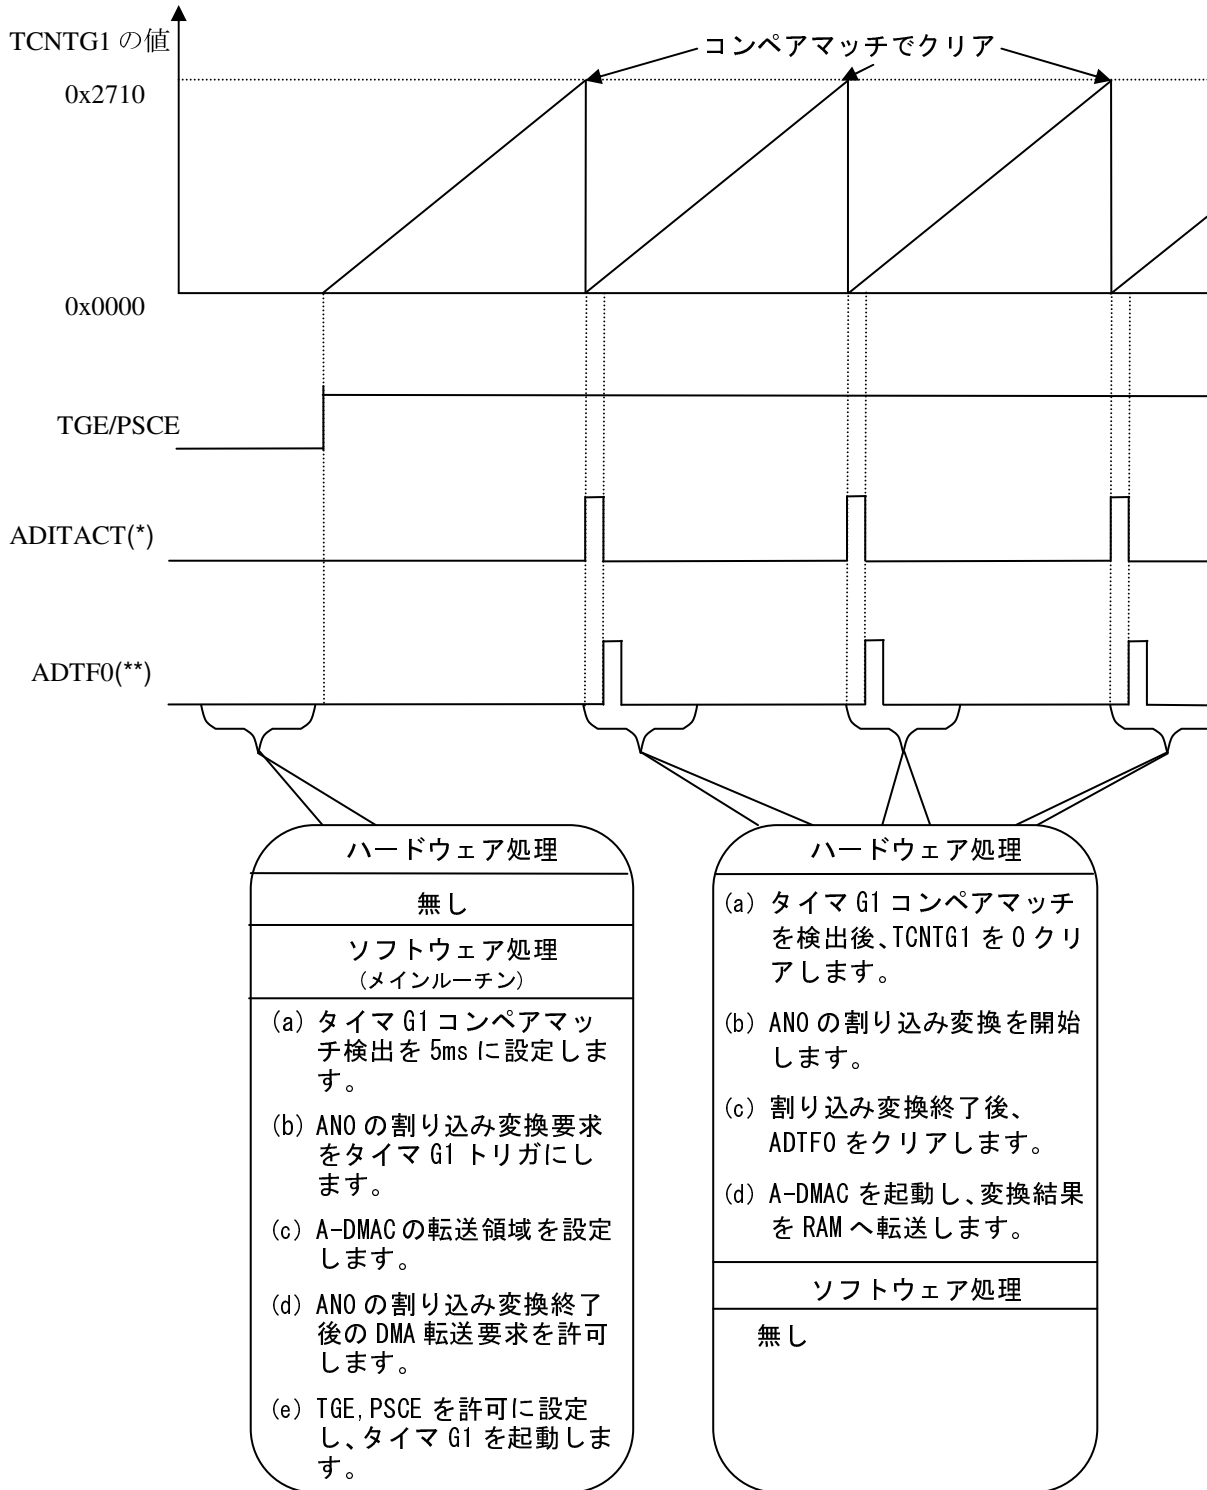 TCNTG1 の値
コンペアマッチでクリア
0x2710
0x0000
TGE/PSCE
ADITACT(*)
ADTF0(**)
ハードウェア処理
無し
ソフトウェア処理
(メインルーチン)
(a) タイマ G1 コンペアマッ
チ検出を 5ms に設定しま
す。
(b) AN0 の割り込み変換要求
をタイマ G1 トリガにし
ます。
(c) A-DMAC の転送領域を設定
します。
(d) AN0 の割り込み変換終了
後の DMA 転送要求を許可
します。
(e) TGE, PSCE を許可に設定
し、タイマ G1 を起動しま
す。
ハードウェア処理
(a) タイマ G1 コンペアマッチ
を検出後、TCNTG1 を 0 クリ
アします。
(b) AN0 の割り込み変換を開始
します。
(c) 割り込み変換終了後、
ADTF0 をクリアします。
(d) A-DMAC を起動し、変換結果
を RAM へ転送します。
ソフトウェア処理
無し